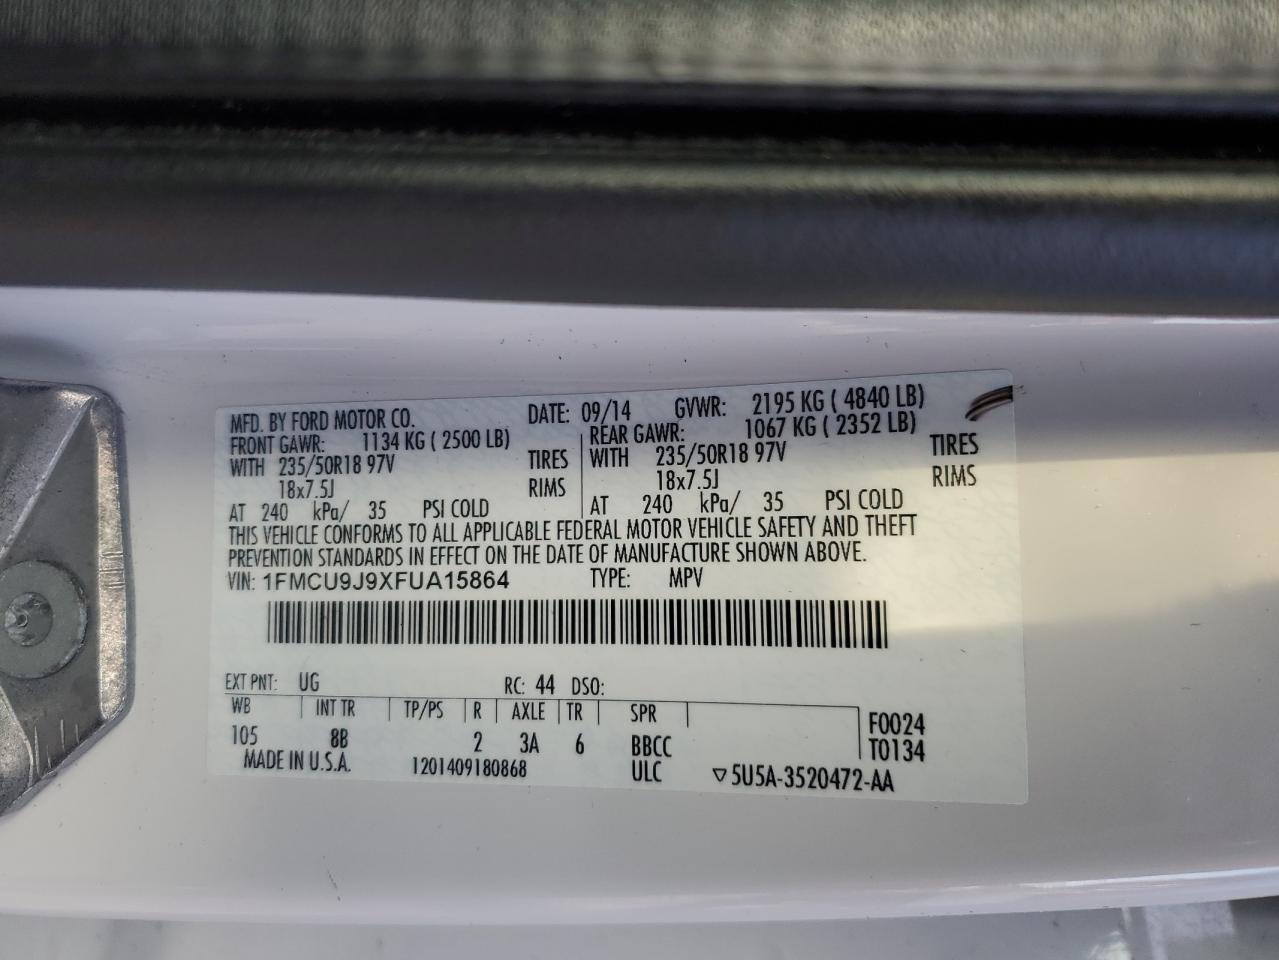 MFD. BY FORD MOTOR CO. DATE: 09/14 GVWR: 2195 KG ( 4840 LB)
FRONT GAWR: 1134 KG ( 2500 LB) REAR GAWR: 1067 KG ( 2352 LB)
WITH 235/50R18 97V TIRES WITH 235/50R18 97V TIRES
18x7.5J RIMS 18x7.5J RIMS
AT 240 kPa/ 35 PSI COLD AT 240 kPa/ 35 PSI COLD
THIS VEHICLE CONFORMS TO ALL APPLICABLE FEDERAL MOTOR VEHICLE SAFETY AND THEFT
PREVENTION STANDARDS IN EFFECT ON THE DATE OF MANUFACTURE SHOWN ABOVE.
VIN: 1FMCU9J9XFUA15864 TYPE: MPV
EXT PNT: UG RC: 44 DSO:
WB INT TR TP/PS R AXLE TR SPR F0024
105 8B 2 3A 6 BBCC T0134
MADE IN U.S.A. 1201409180868 ULC ▽5U5A-3520472-AA